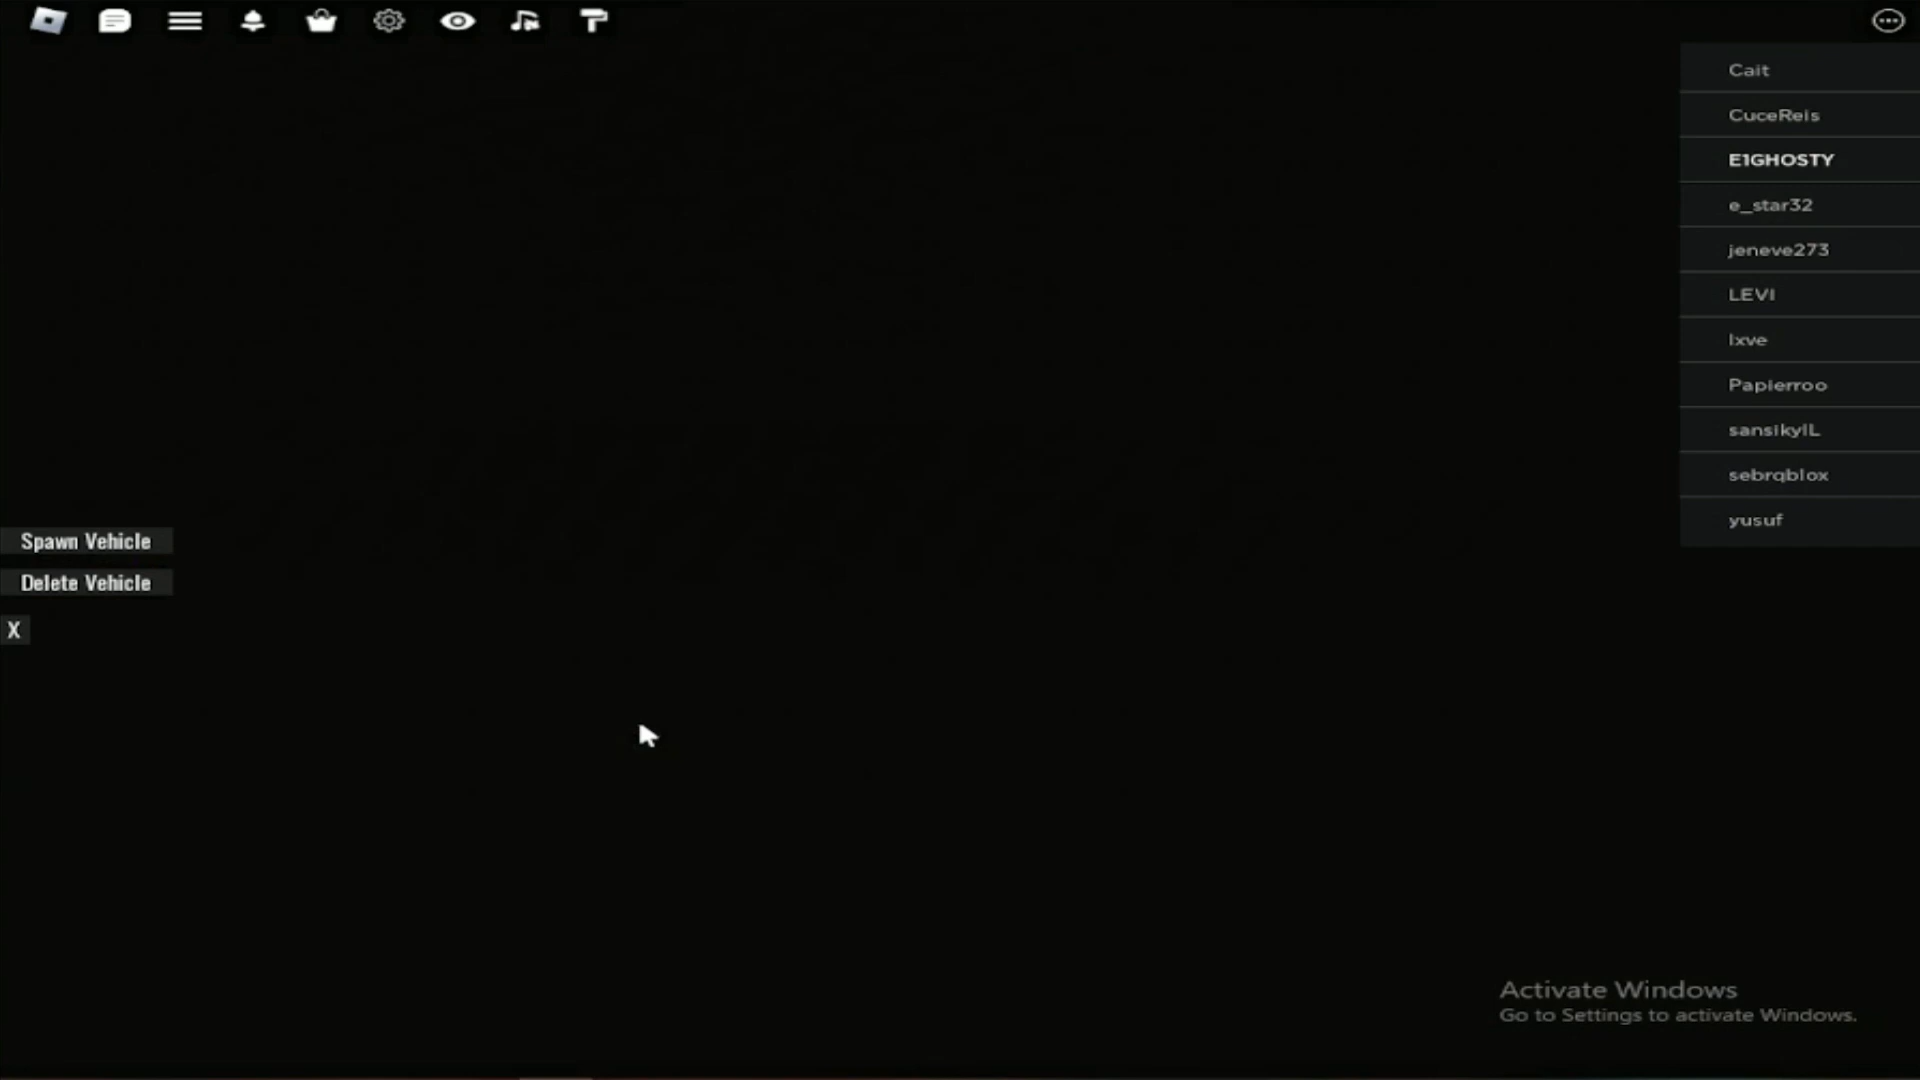 Cait
CuceReis
E1GHOSTY
e_star32
jeneve273
LEVI
lxve
Papierroo
sansikyIL
sebrqblox
yusuf
Spawn Vehicle
Delete Vehicle
X
Activate Windows
Go to Settings to activate Windows.